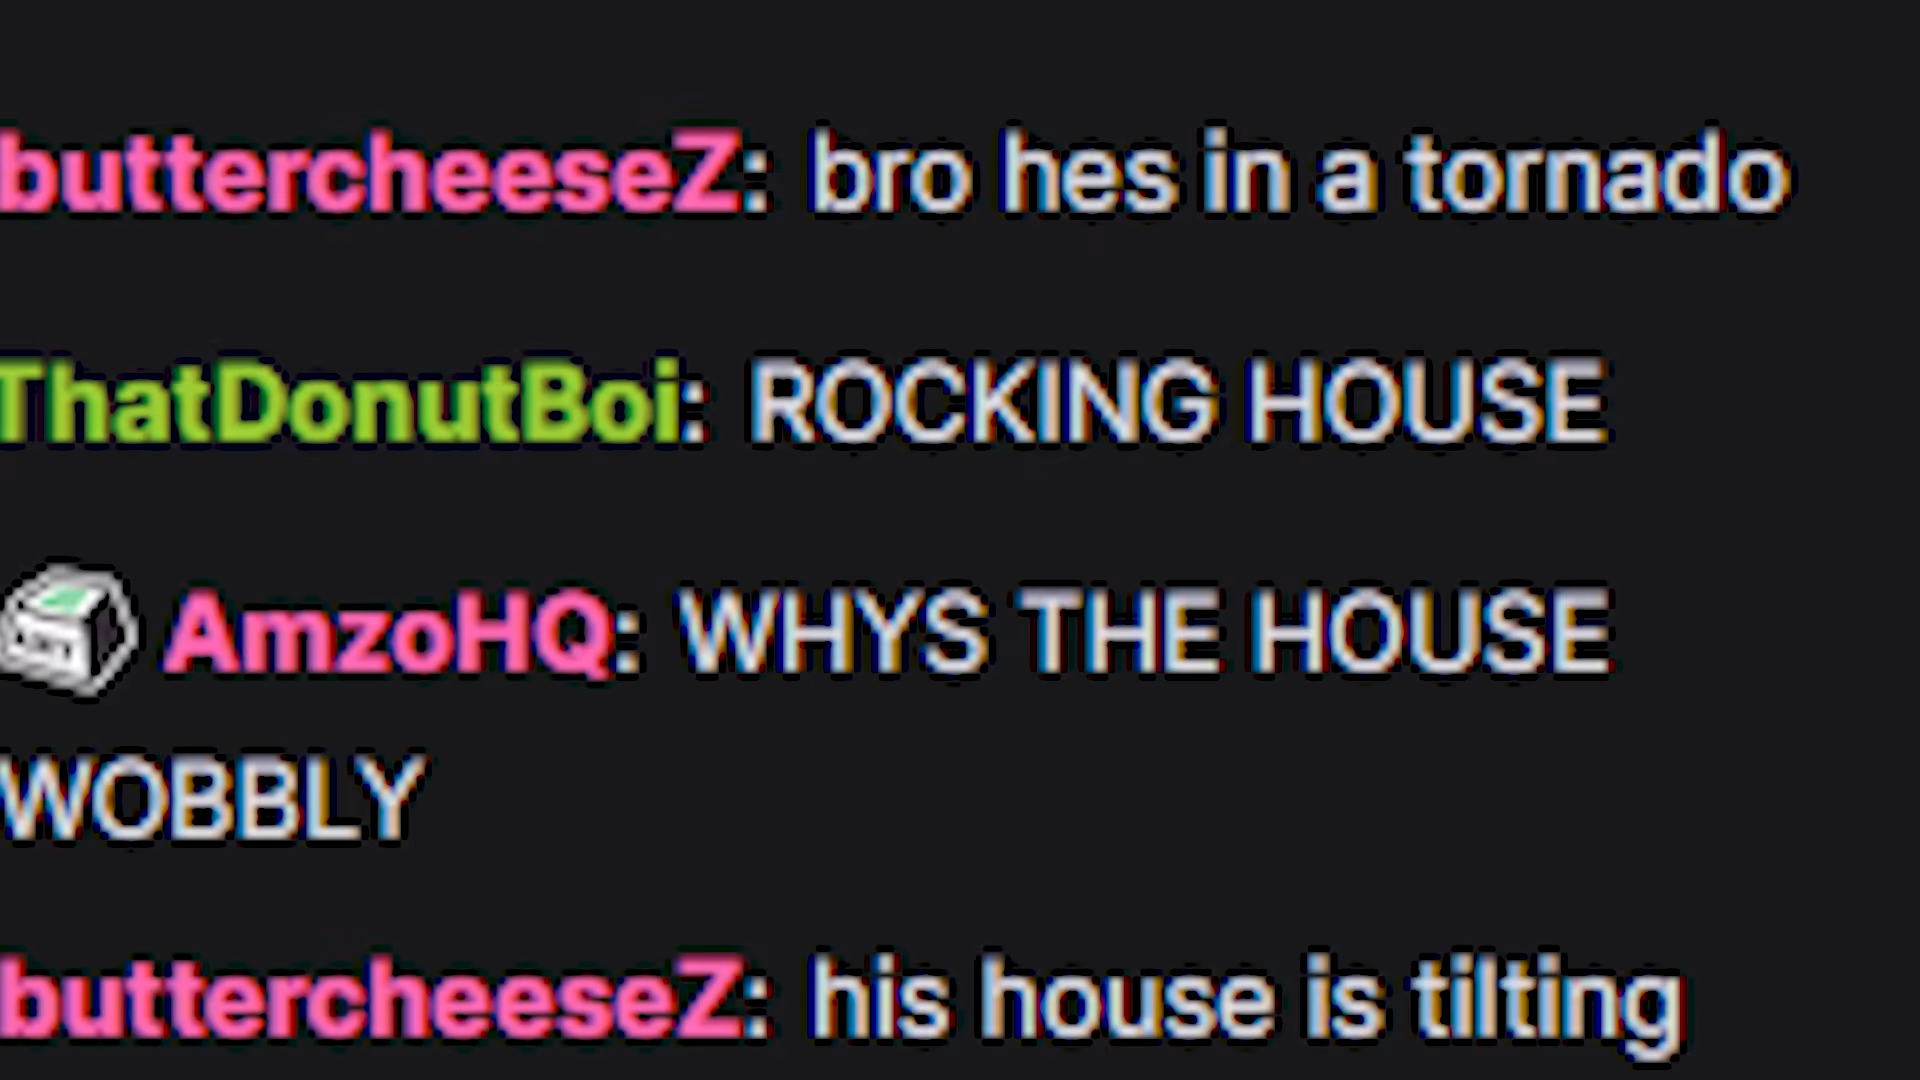 buttercheeseZ: bro hes in a tornado
ThatDonutBoi: ROCKING HOUSE
AmzoHQ: WHYS THE HOUSE
WOBBLY
buttercheeseZ: his house is tilting